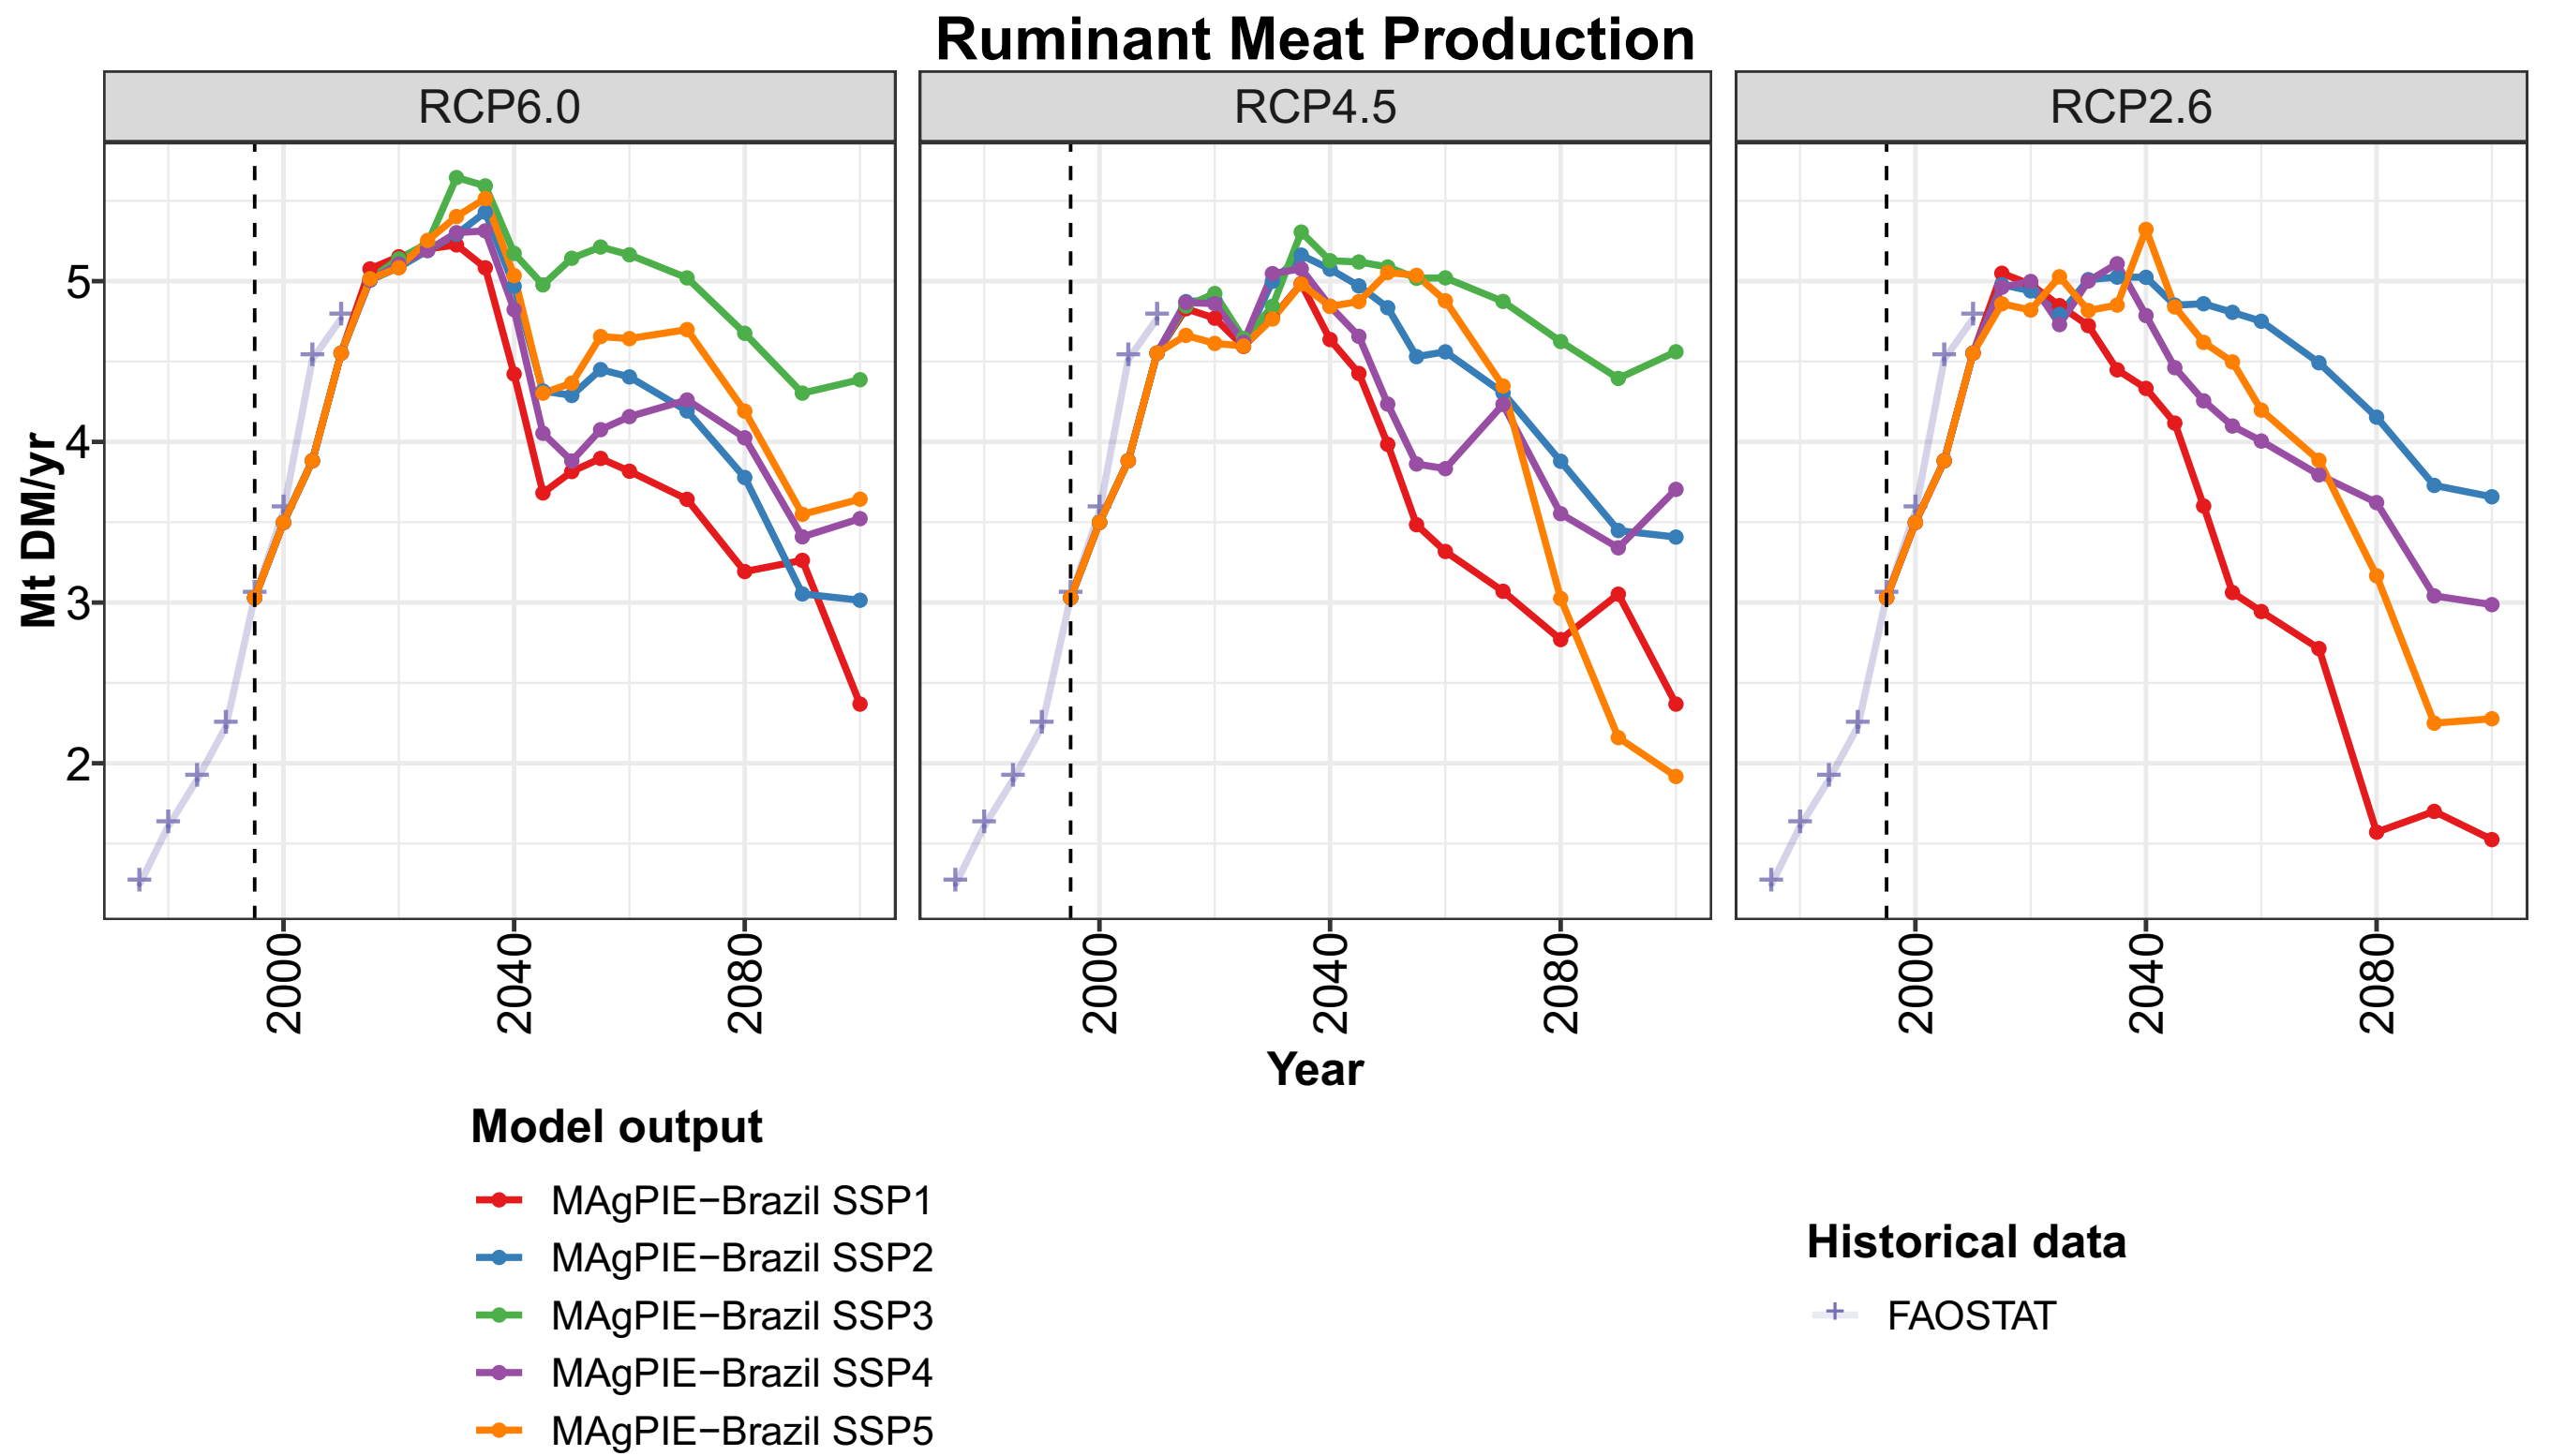 Ruminant Meat Production
RCP6.0
RCP4.5
RCP2.6
Mt DM/yr
5
4
3
2
2000
2040
2080
2000
2040
2080
2000
2040
2080
Year
Model output
MAgPIE−Brazil SSP1
MAgPIE−Brazil SSP2
MAgPIE−Brazil SSP3
MAgPIE−Brazil SSP4
MAgPIE−Brazil SSP5
Historical data
FAOSTAT